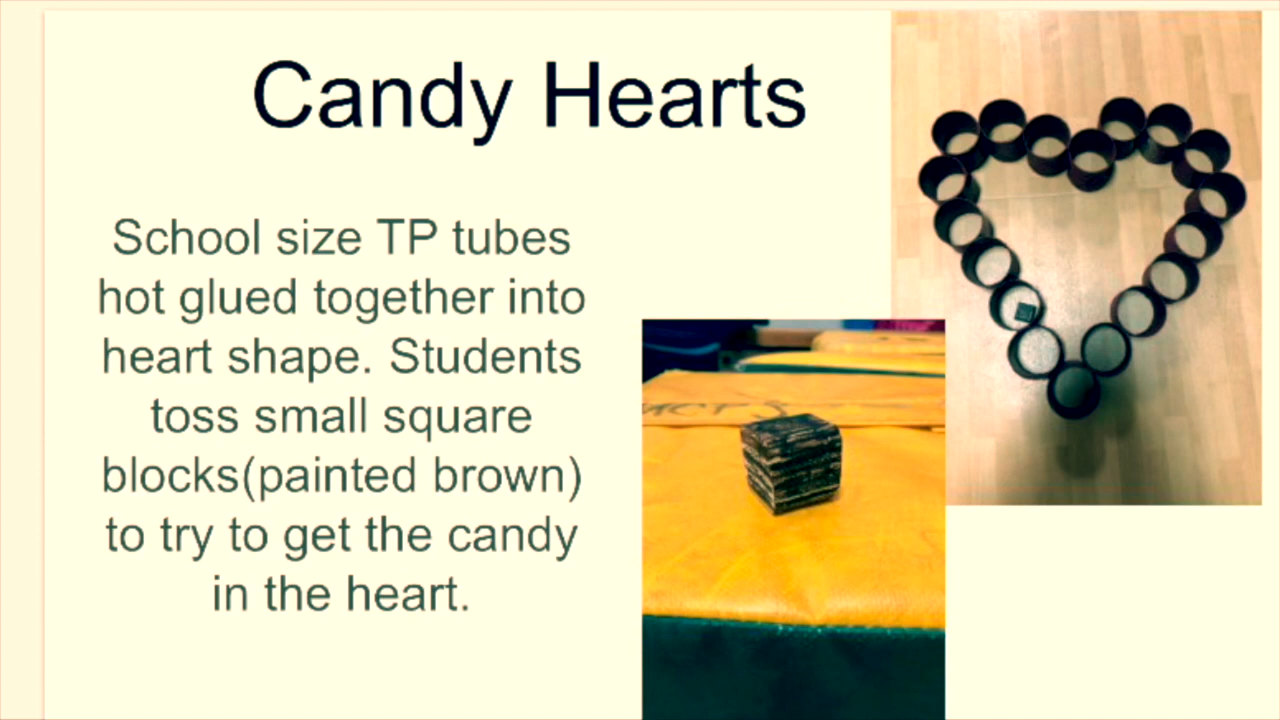 Candy Hearts
School size TP tubes
hot glued together into
heart shape. Students
toss small square
blocks(painted brown)
to try to get the candy
in the heart.